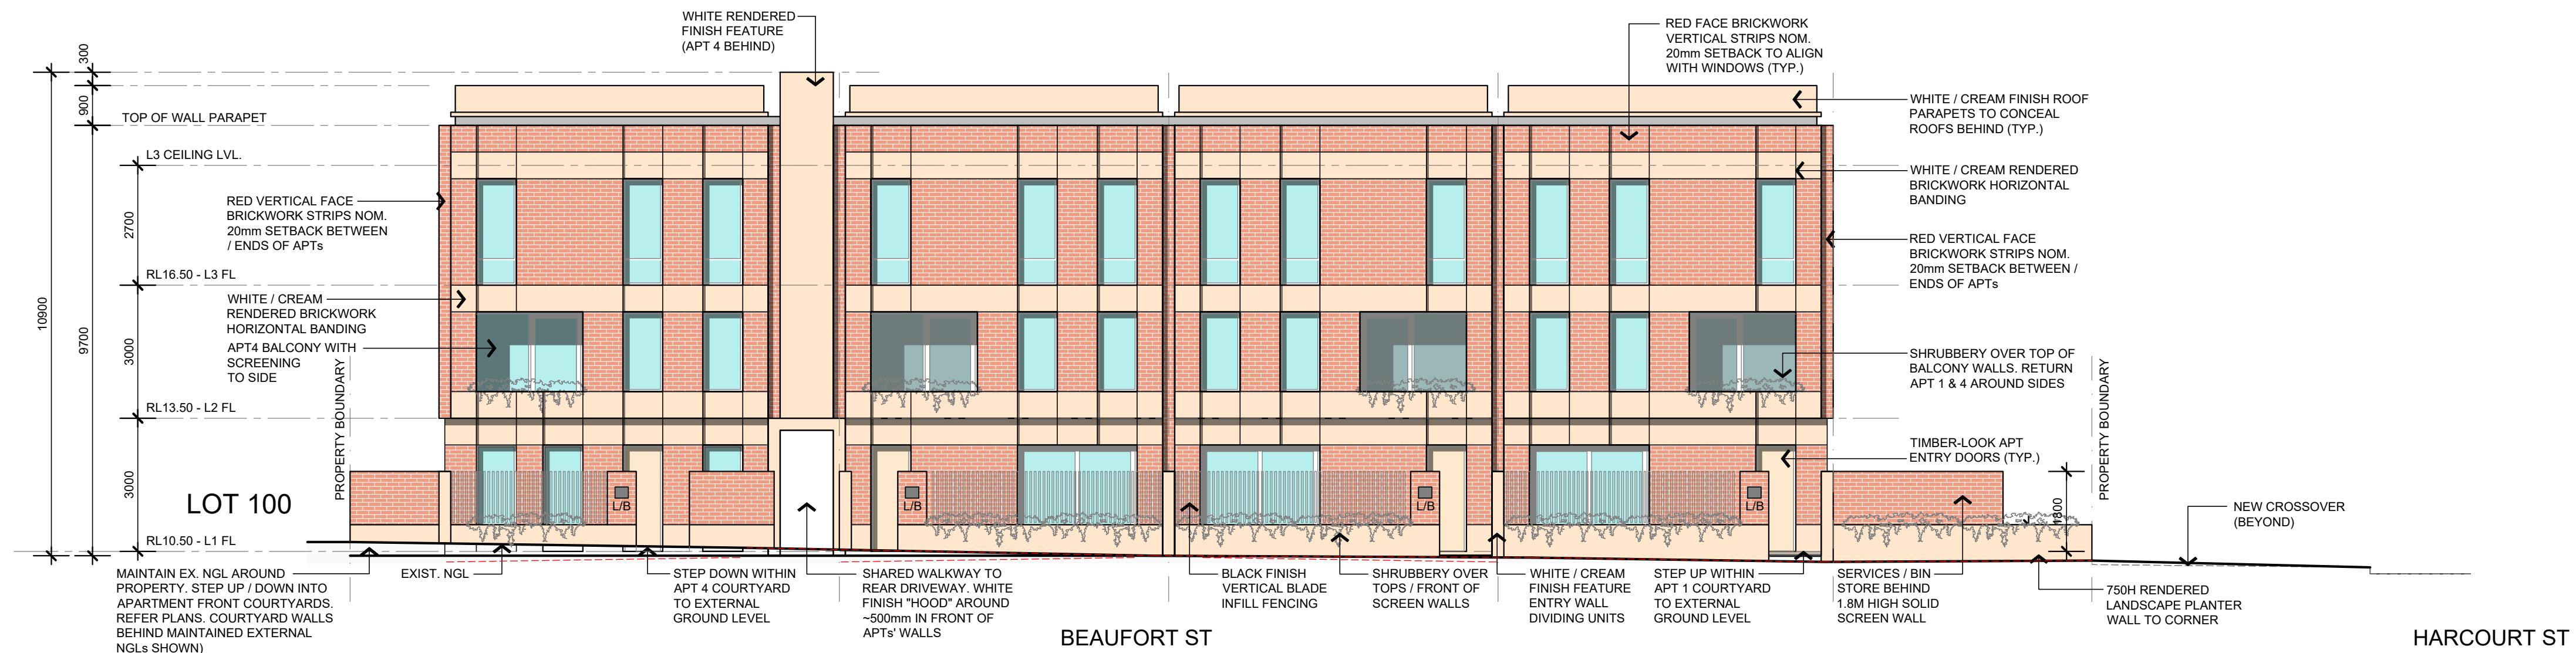 WHITE RENDERED
FINISH FEATURE
(APT 4 BEHIND)
RED FACE BRICKWORK
VERTICAL STRIPS NOM.
20mm SETBACK TO ALIGN
WITH WINDOWS (TYP.)
300
900
TOP OF WALL PARAPET
WHITE / CREAM FINISH ROOF
PARAPETS TO CONCEAL
ROOFS BEHIND (TYP.)
L3 CEILING LVL.
WHITE / CREAM RENDERED
BRICKWORK HORIZONTAL
BANDING
RED VERTICAL FACE
BRICKWORK STRIPS NOM.
20mm SETBACK BETWEEN
/ ENDS OF APTs
2700
RED VERTICAL FACE
BRICKWORK STRIPS NOM.
20mm SETBACK BETWEEN /
ENDS OF APTs
RL16.50 - L3 FL
10900
9700
WHITE / CREAM
RENDERED BRICKWORK
HORIZONTAL BANDING
3000
APT4 BALCONY WITH
SCREENING
TO SIDE
SHRUBBERY OVER TOP OF
BALCONY WALLS. RETURN
APT 1 & 4 AROUND SIDES
PROPERTY BOUNDARY
PROPERTY BOUNDARY
RL13.50 - L2 FL
TIMBER-LOOK APT
ENTRY DOORS (TYP.)
3000
LOT 100
L/B
L/B
L/B
L/B
1800
NEW CROSSOVER
(BEYOND)
RL10.50 - L1 FL
MAINTAIN EX. NGL AROUND
PROPERTY. STEP UP / DOWN INTO
APARTMENT FRONT COURTYARDS.
REFER PLANS. COURTYARD WALLS
BEHIND MAINTAINED EXTERNAL
NGLs SHOWN)
EXIST. NGL
STEP DOWN WITHIN
APT 4 COURTYARD
TO EXTERNAL
GROUND LEVEL
SHARED WALKWAY TO
REAR DRIVEWAY. WHITE
FINISH "HOOD" AROUND
~500mm IN FRONT OF
APTs' WALLS
BLACK FINISH
VERTICAL BLADE
INFILL FENCING
SHRUBBERY OVER
TOPS / FRONT OF
SCREEN WALLS
WHITE / CREAM
FINISH FEATURE
ENTRY WALL
DIVIDING UNITS
STEP UP WITHIN
APT 1 COURTYARD
TO EXTERNAL
GROUND LEVEL
SERVICES / BIN
STORE BEHIND
1.8M HIGH SOLID
SCREEN WALL
750H RENDERED
LANDSCAPE PLANTER
WALL TO CORNER
BEAUFORT ST
HARCOURT ST